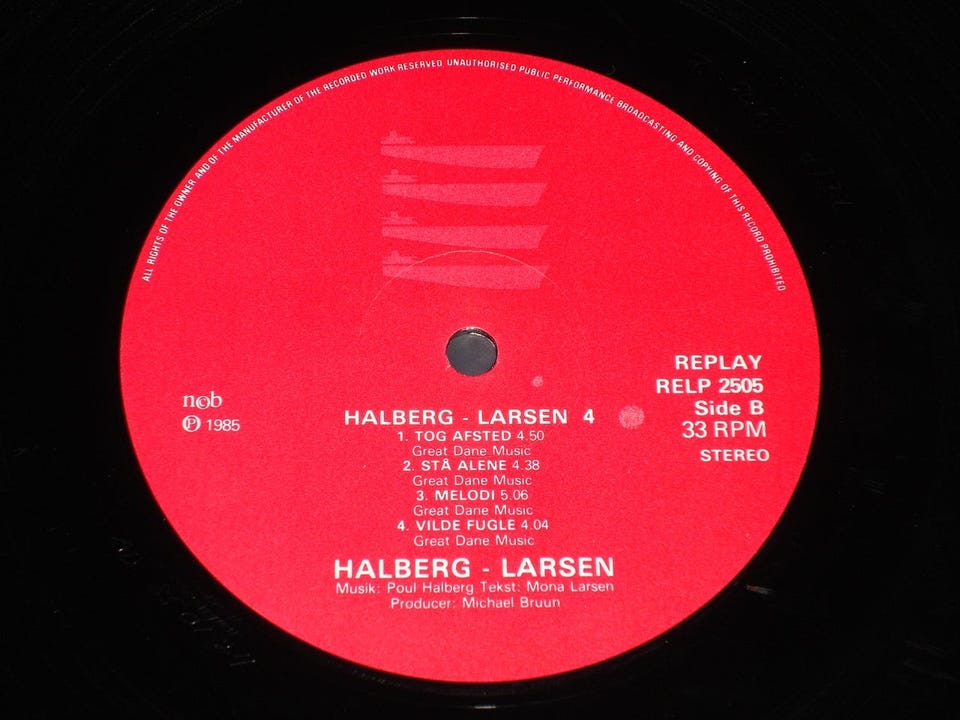 ALL RIGHTS OF THE OWNER AND OF THE MANUFACTURER OF THE RECORDED WORK RESERVED UNAUTHORISED PUBLIC PERFORMANCE BROADCASTING AND COPYING OF THIS RECORD PROHIBITED
REPLAY
RELP 2505
Side B
33 RPM
STEREO
n©b
℗ 1985
HALBERG - LARSEN 4
1. TOG AFSTED 4.50
Great Dane Music
2. STÅ ALENE 4.38
Great Dane Music
3. MELODI 5.06
Great Dane Music
4. VILDE FUGLE 4.04
Great Dane Music
HALBERG - LARSEN
Musik: Poul Halberg Tekst: Mona Larsen
Producer: Michael Bruun